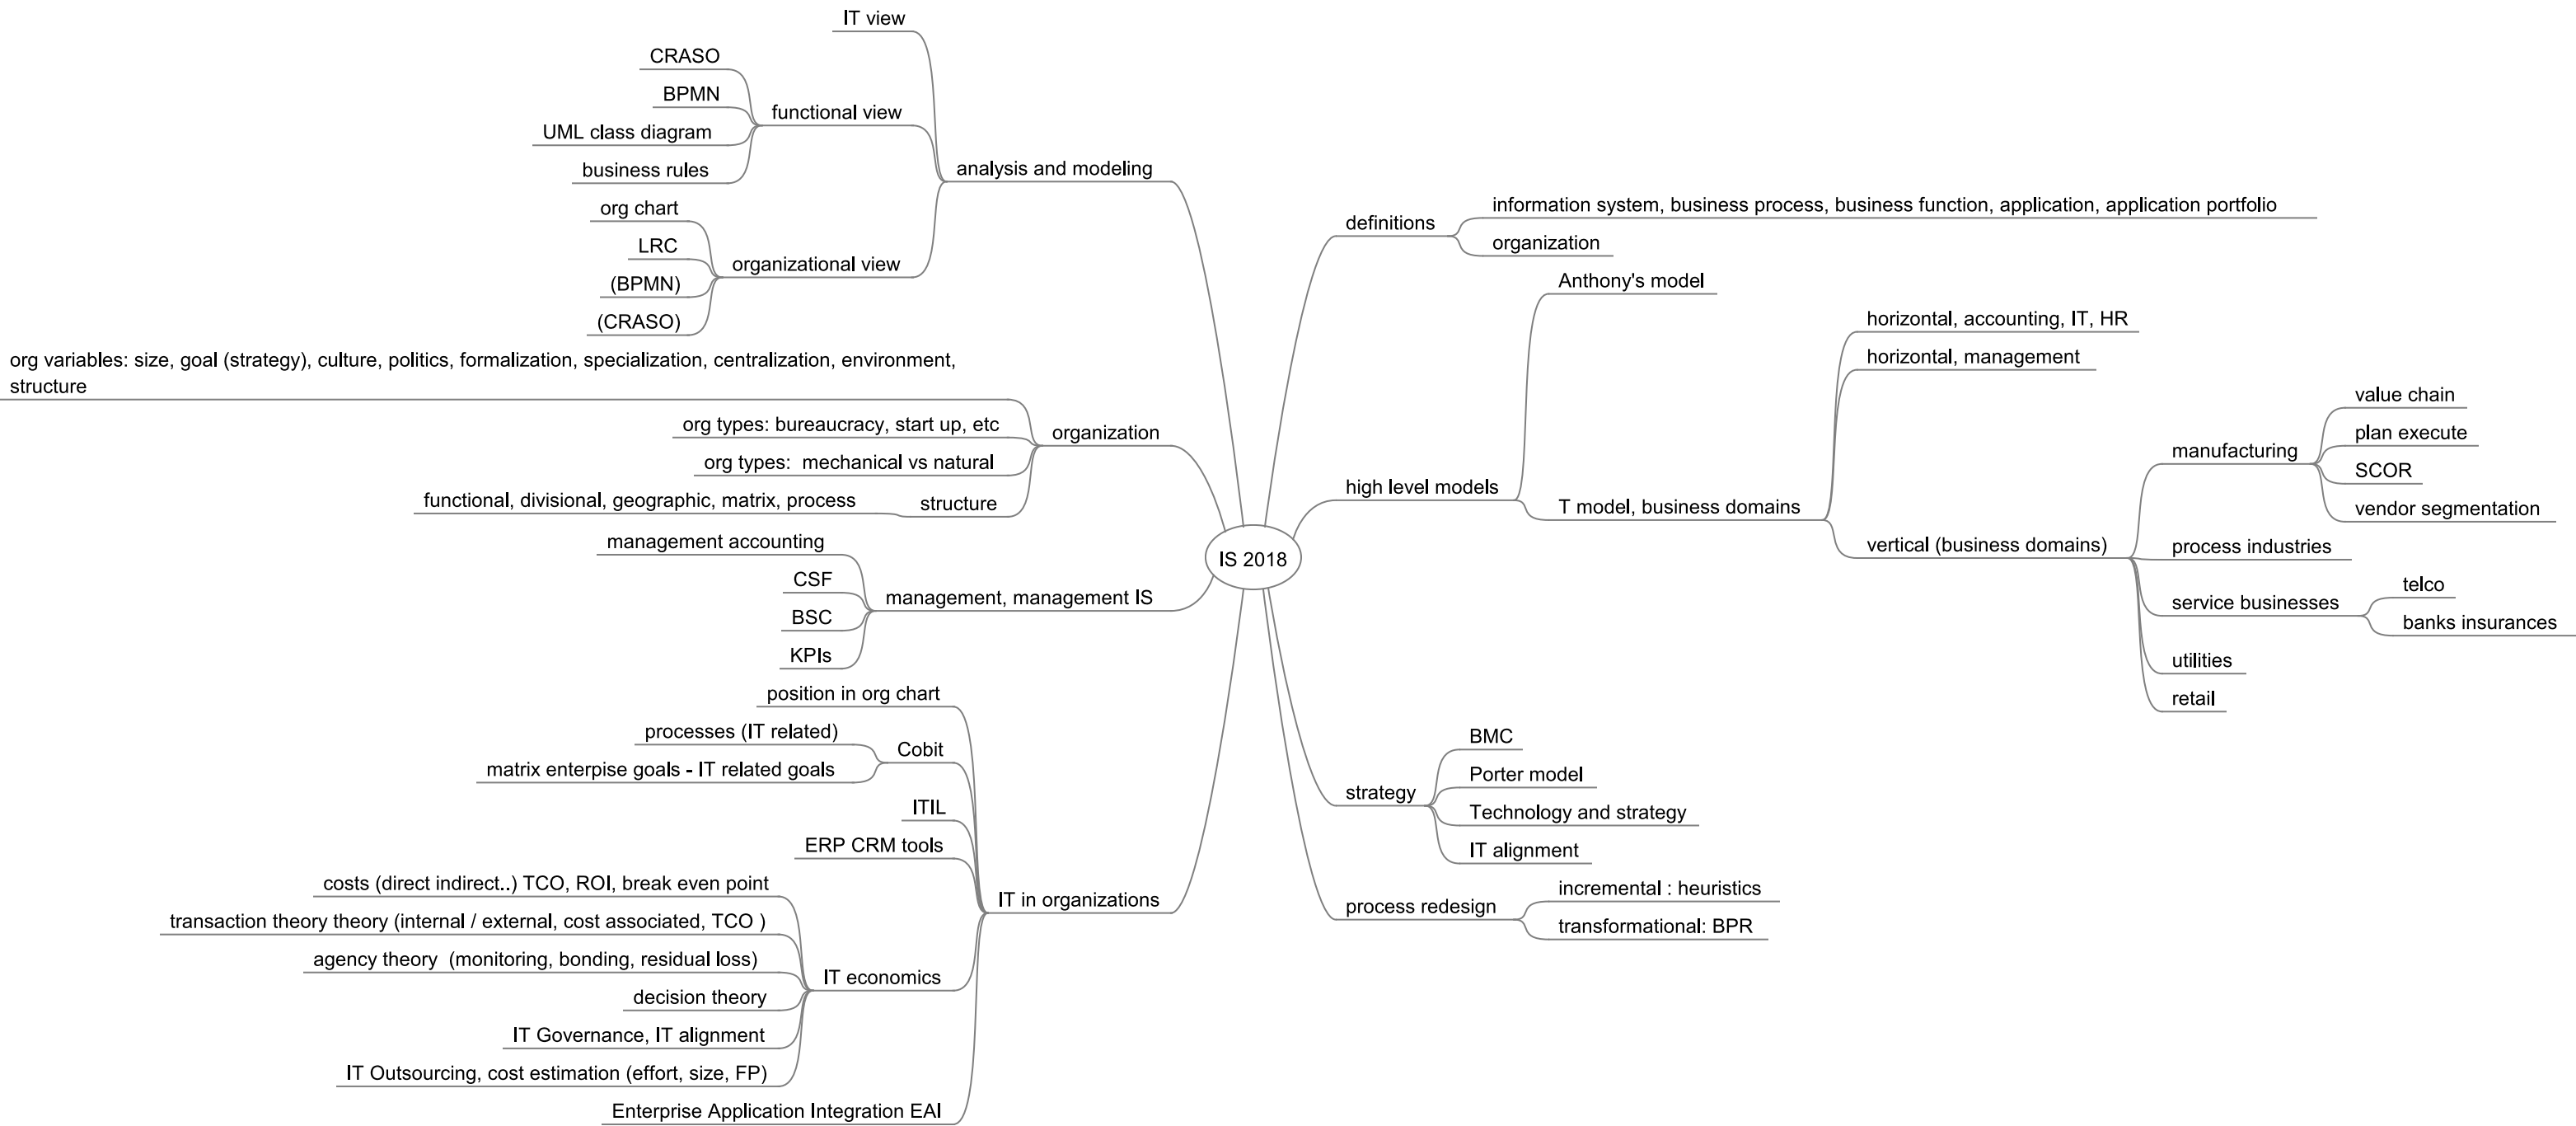 IT view
CRASO
BPMN
functional view
UML class diagram
business rules
analysis and modeling
org chart
LRC
organizational view
(BPMN)
(CRASO)
org variables: size, goal (strategy), culture, politics, formalization, specialization, centralization, environment,
structure
org types: bureaucracy, start up, etc
organization
org types:  mechanical vs natural
functional, divisional, geographic, matrix, process
structure
management accounting
CSF
management, management IS
BSC
KPIs
position in org chart
processes (IT related)
Cobit
matrix enterpise goals - IT related goals
ITIL
ERP CRM tools
IT in organizations
costs (direct indirect..) TCO, ROI, break even point
transaction theory theory (internal / external, cost associated, TCO )
agency theory  (monitoring, bonding, residual loss)
IT economics
decision theory
IT Governance, IT alignment
IT Outsourcing, cost estimation (effort, size, FP)
Enterprise Application Integration EAI
IS 2018
definitions
information system, business process, business function, application, application portfolio
organization
high level models
Anthony's model
T model, business domains
horizontal, accounting, IT, HR
horizontal, management
vertical (business domains)
manufacturing
value chain
plan execute
SCOR
vendor segmentation
process industries
service businesses
telco
banks insurances
utilities
retail
strategy
BMC
Porter model
Technology and strategy
IT alignment
process redesign
incremental : heuristics
transformational: BPR